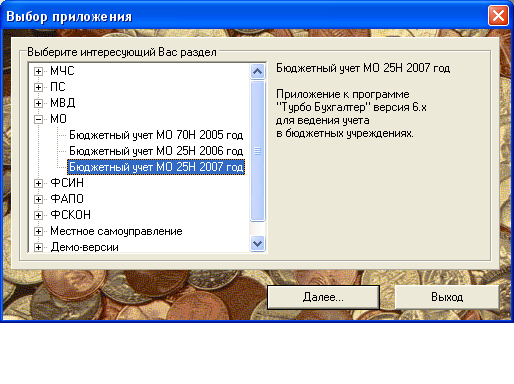 Выбор приложения
Выберите интересующий Вас раздел
МЧС
ПС
МВД
МО
Бюджетный учет МО 70Н 2005 год
Бюджетный учет МО 25Н 2006 год
Бюджетный учет МО 25Н 2007 год
ФСИН
ФАПО
ФСКОН
Местное самоуправление
Демо-версии
Бюджетный учет МО 25Н 2007 год
Приложение к программе
"Турбо Бухгалтер" версия 6.x
для ведения учета
в бюджетных учреждениях.
Далее...
Выход